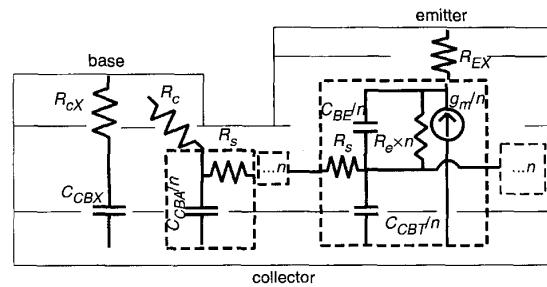 emitter
base
R_EX
R_cX
R_c
g_m/n
C_BE/n
R_s
R_s
R_e×n
...n
...n
C_CBX
C_CBA/n
C_CBT/n
collector